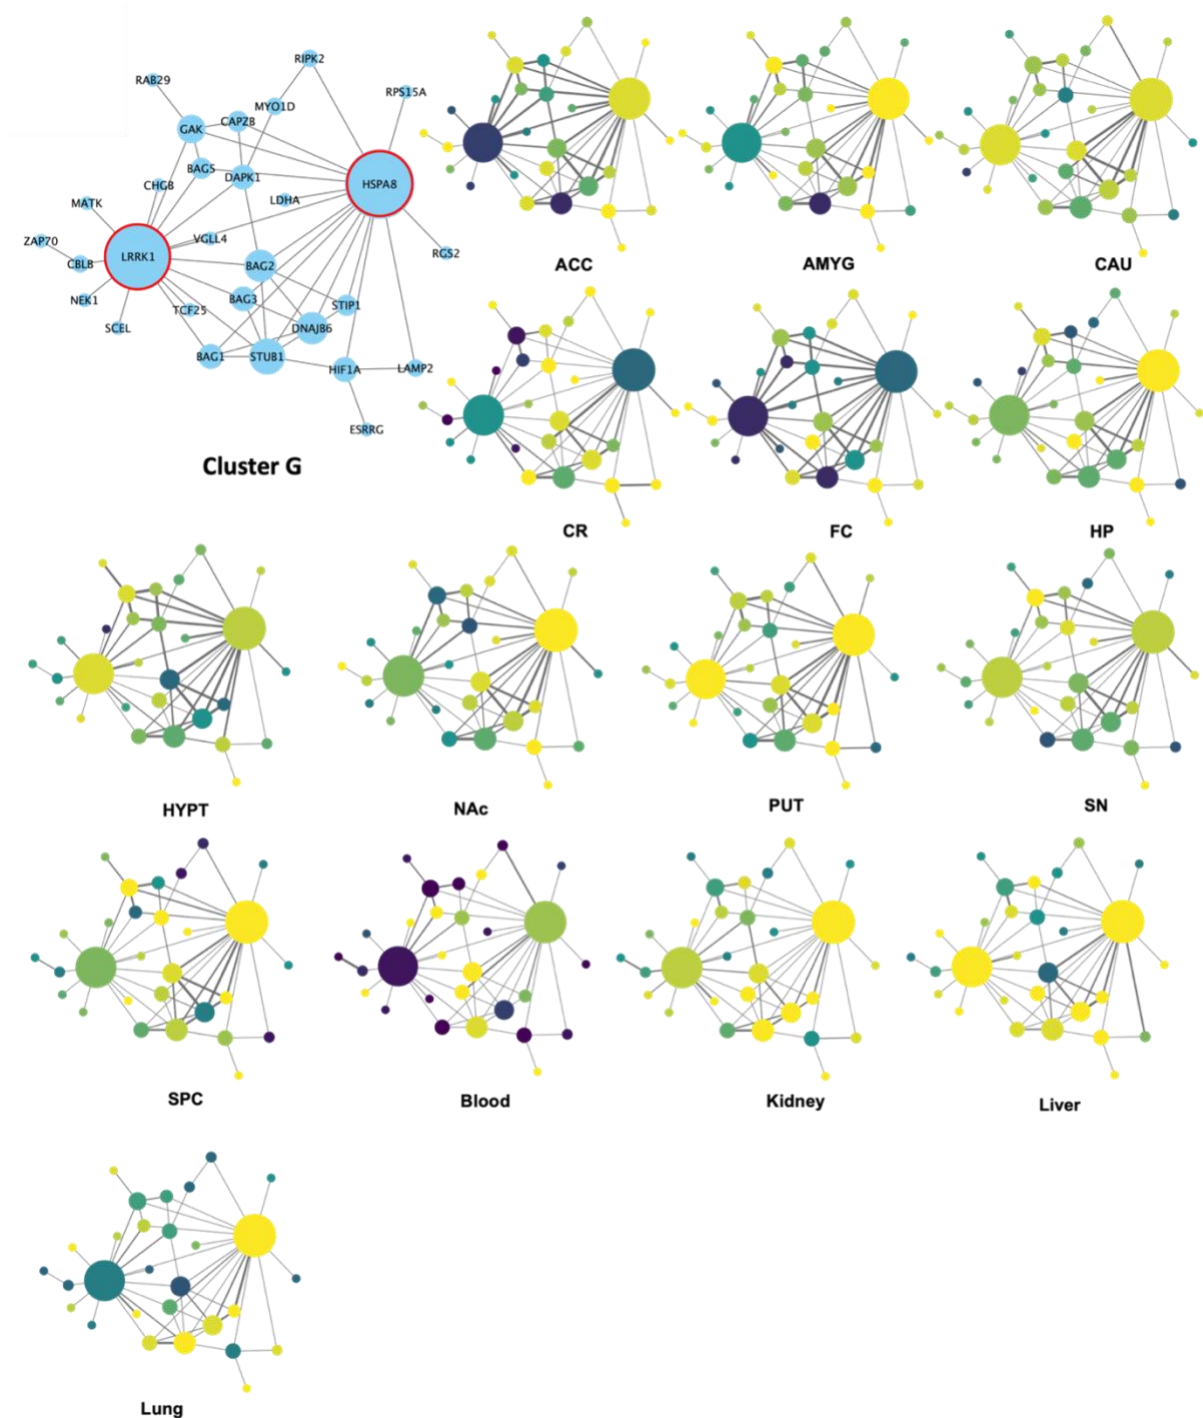 RIPK2
RAB29
RPS15A
MYO1D
GAK
CAPZB
BAG5
DAPK1
HSPA8
CHGB
LDHA
MATK
ZAP70
VGLL4
LRRK1
CBLB
BAG2
RGS2
NEK1
BAG3
STIP1
TCF25
SCEL
DNAJB6
BAG1
STUB1
HIF1A
LAMP2
ESRRG
Cluster G
ACC
AMYG
CAU
CR
FC
HP
HYPT
NAc
PUT
SN
SPC
Blood
Kidney
Liver
Lung